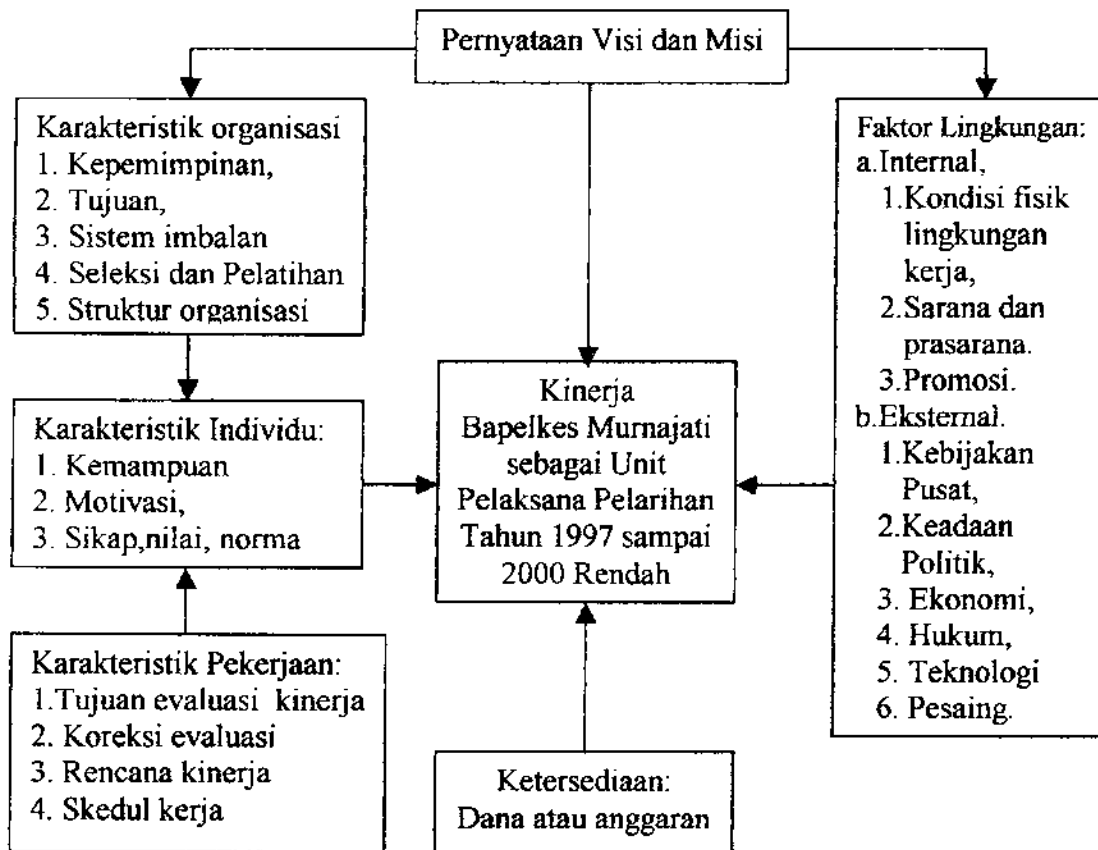 Pernyataan Visi dan Misi
Karakteristik organisasi
1. Kepemimpinan,
2. Tujuan,
3. Sistem imbalan
4. Seleksi dan Pelatihan
5. Struktur organisasi
Karakteristik Individu:
1. Kemampuan
2. Motivasi,
3. Sikap,nilai, norma
Karakteristik Pekerjaan:
1.Tujuan evaluasi kinerja
2. Koreksi evaluasi
3. Rencana kinerja
4. Skedul kerja
Kinerja
Bapelkes Murnajati
sebagai Unit
Pelaksana Pelarihan
Tahun 1997 sampai
2000 Rendah
Ketersediaan:
Dana atau anggaran
Faktor Lingkungan:
a.Internal,
1.Kondisi fisik
lingkungan
kerja,
2.Sarana dan
prasarana.
3.Promosi.
b.Eksternal.
1.Kebijakan
Pusat,
2.Keadaan
Politik,
3. Ekonomi,
4. Hukum,
5. Teknologi
6. Pesaing.